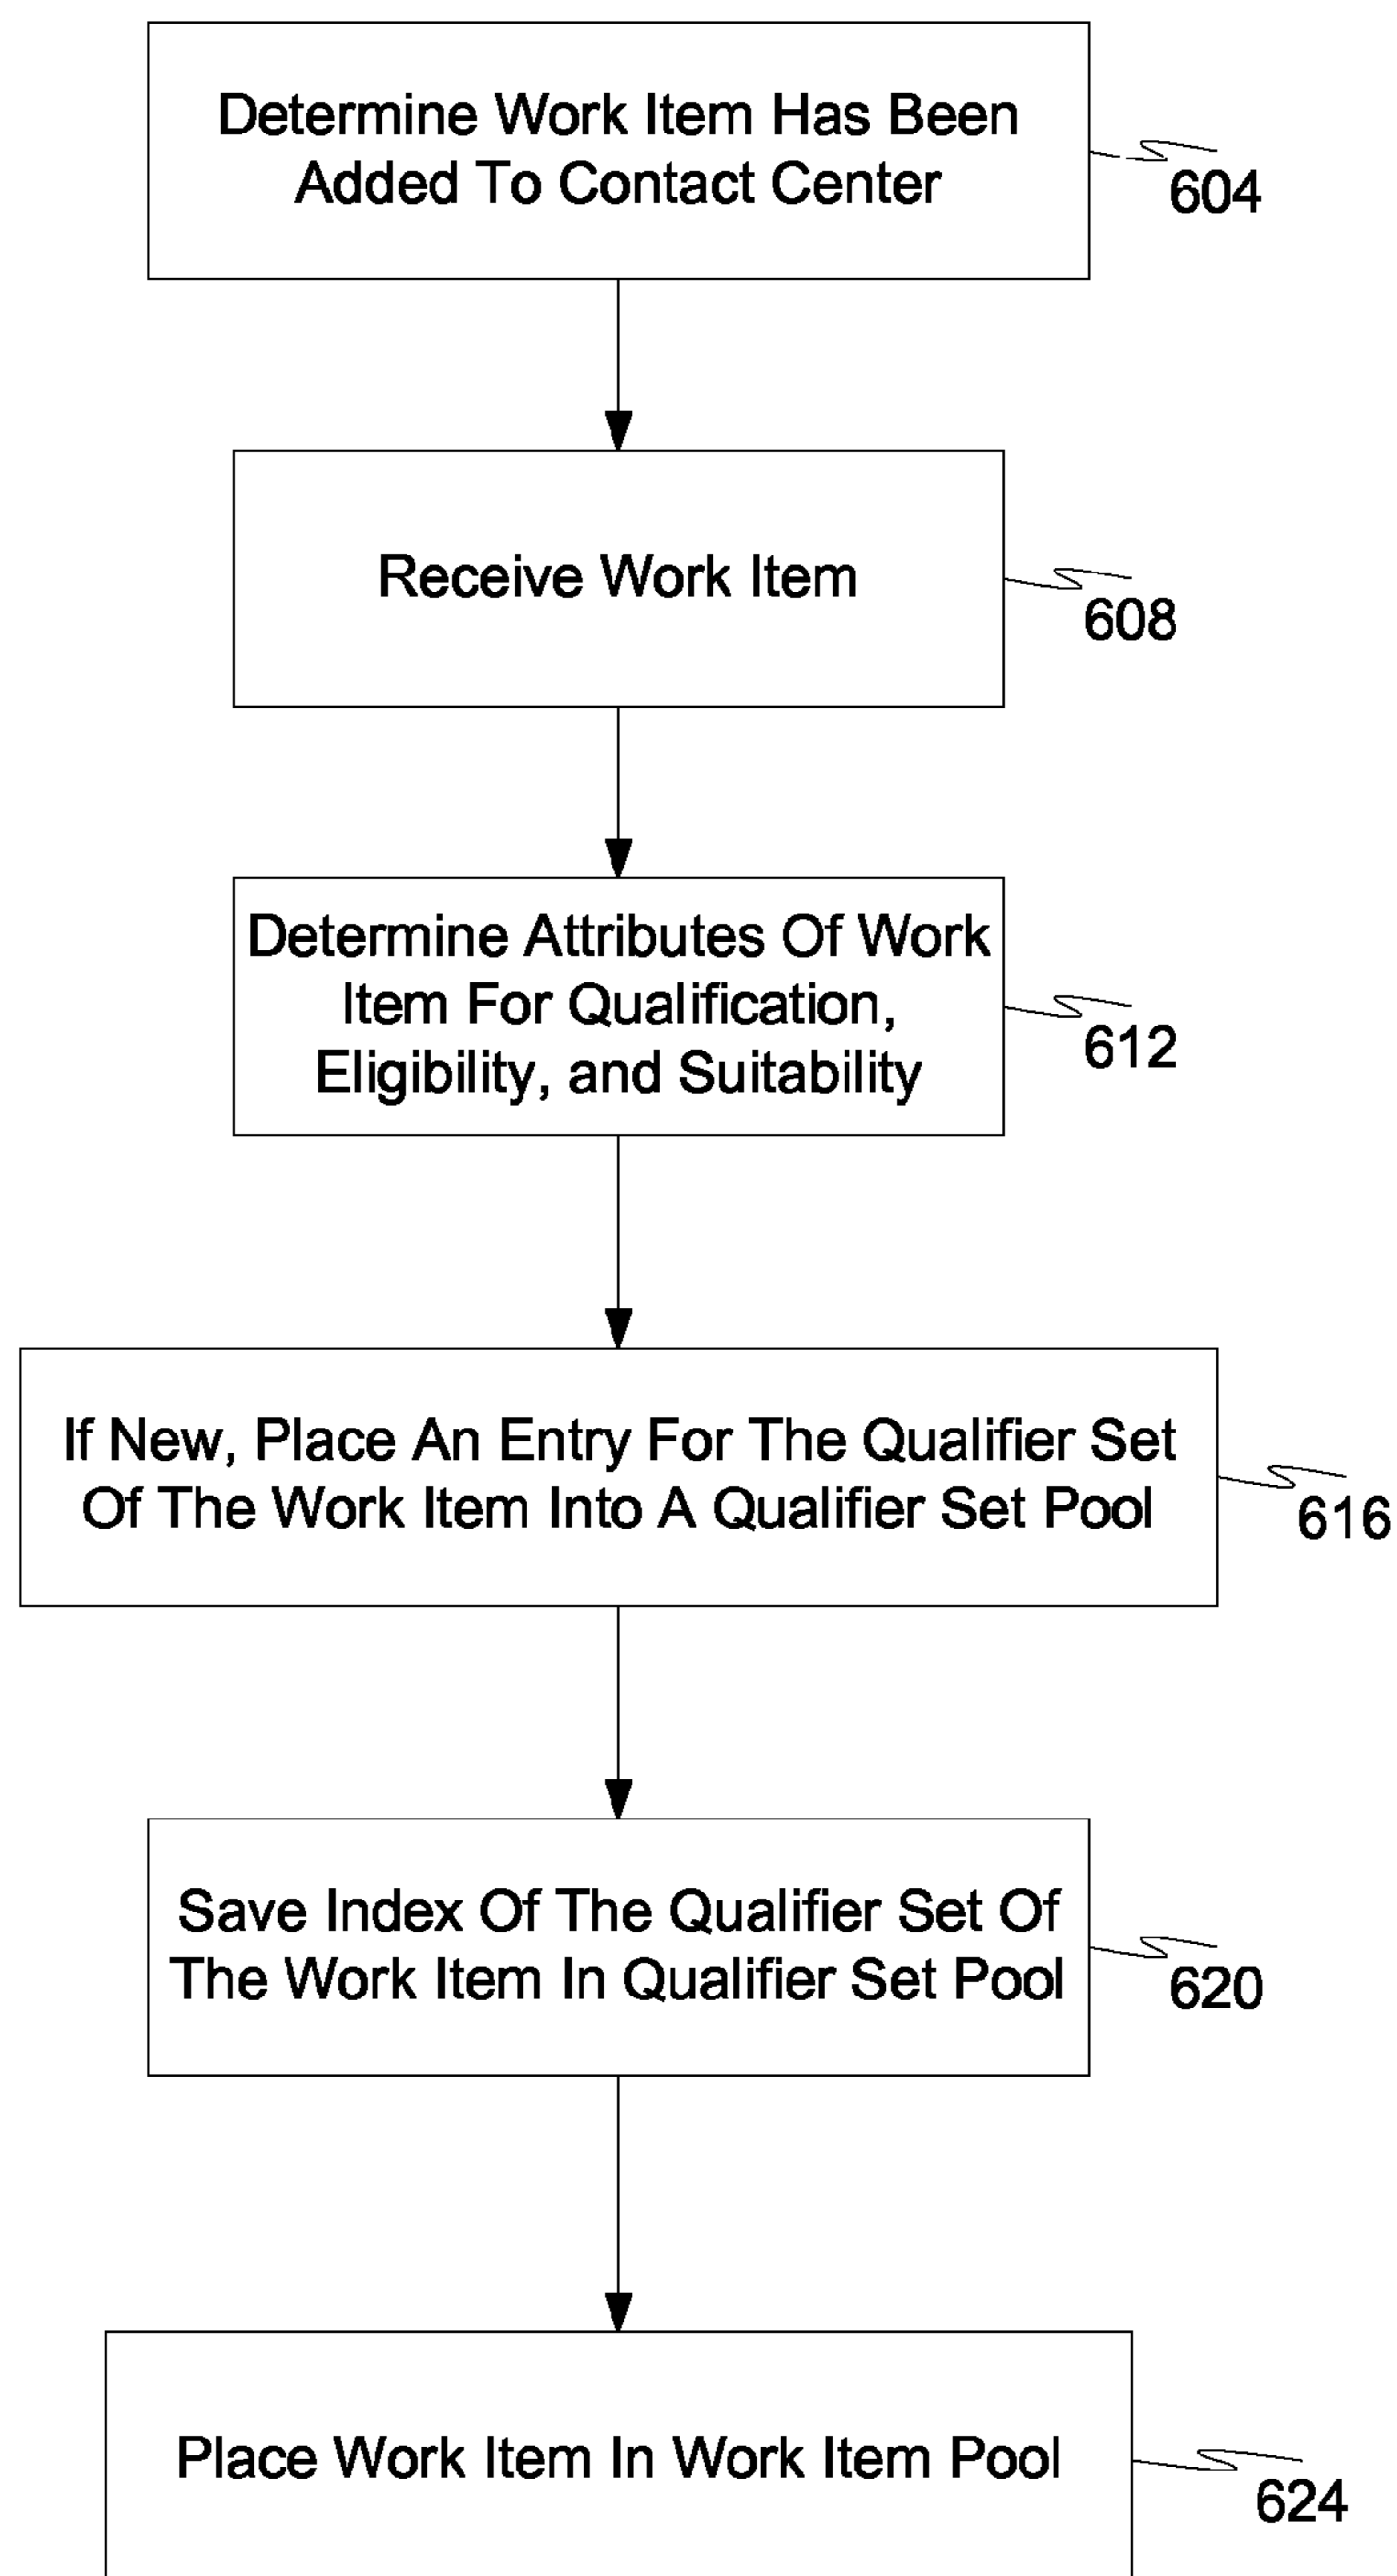 Determine Work Item Has Been
Added To Contact Center
604
Receive Work Item
608
Determine Attributes Of Work
Item For Qualification,
Eligibility, and Suitability
612
If New, Place An Entry For The Qualifier Set
Of The Work Item Into A Qualifier Set Pool
616
Save Index Of The Qualifier Set Of
The Work Item In Qualifier Set Pool
620
Place Work Item In Work Item Pool
624